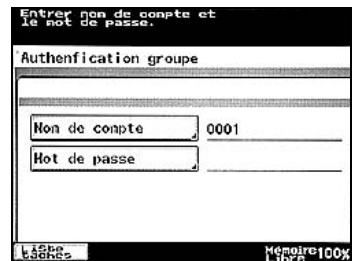 Entrer nom de compte et
le mot de passe.
Authenfication groupe
Nom de compte
0001
Mot de passe
Liste
tâches
Mémoire 100%
Libre